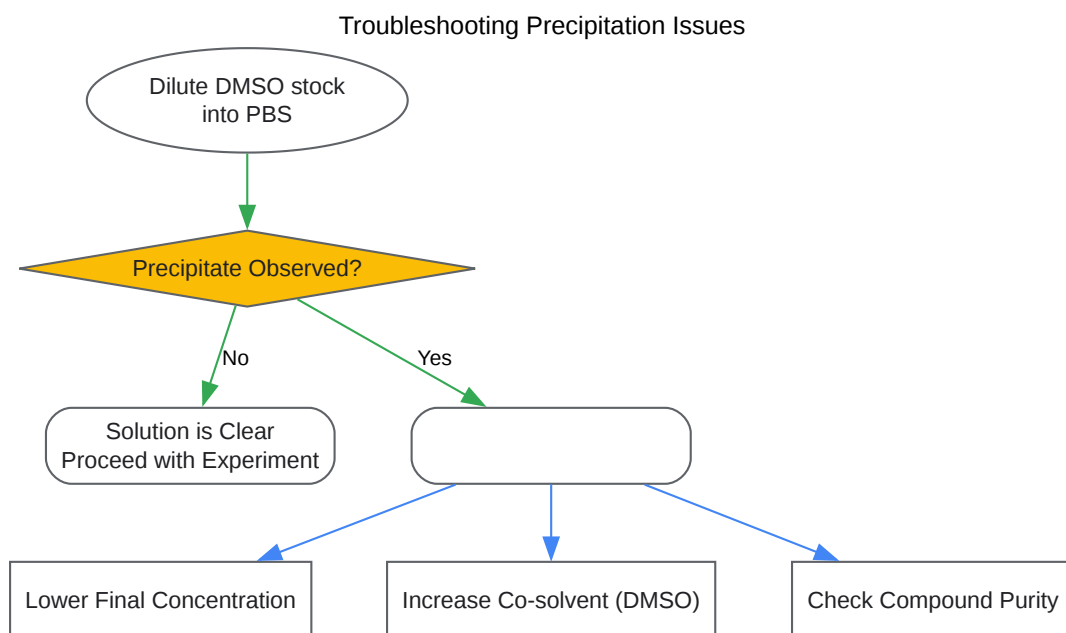 Troubleshooting Precipitation Issues
Dilute DMSO stock
into PBS
Precipitate Observed?
No
Yes
Solution is Clear
Proceed with Experiment
Lower Final Concentration
Increase Co-solvent (DMSO)
Check Compound Purity